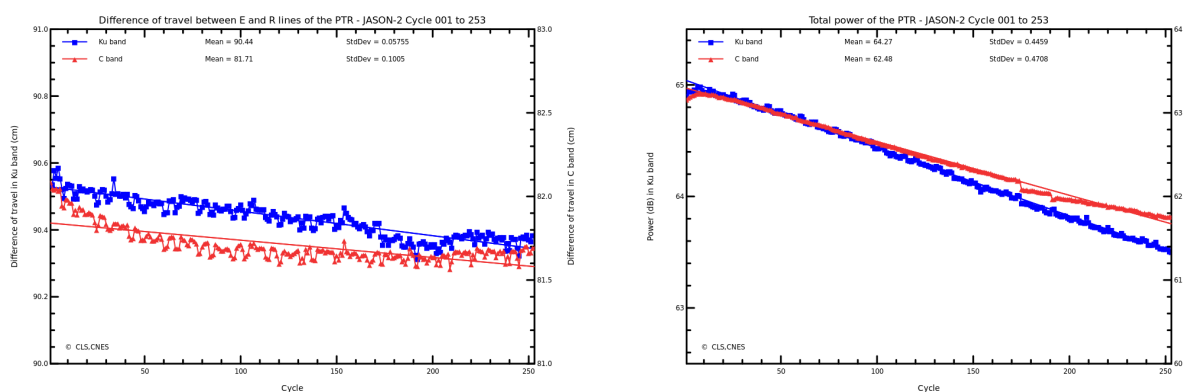 Difference of travel between E and R lines of the PTR - JASON-2 Cycle 001 to 253
91.0
90.8
90.6
90.4
90.2
90.0
Difference of travel in Ku band (cm)
Ku band Mean = 90.44 StdDev = 0.05755
C band Mean = 81.71 StdDev = 0.1005
© CLS,CNES
50 100 150 200 250
Cycle
83.0
82.5
82.0
81.5
81.0
Difference of travel in C band (cm)
Total power of the PTR - JASON-2 Cycle 001 to 253
65
64
63
Power (dB) in Ku band
Ku band Mean = 64.27 StdDev = 0.4459
C band Mean = 62.48 StdDev = 0.4708
© CLS,CNES
50 100 150 200 250
Cycle
64
63
62
61
60